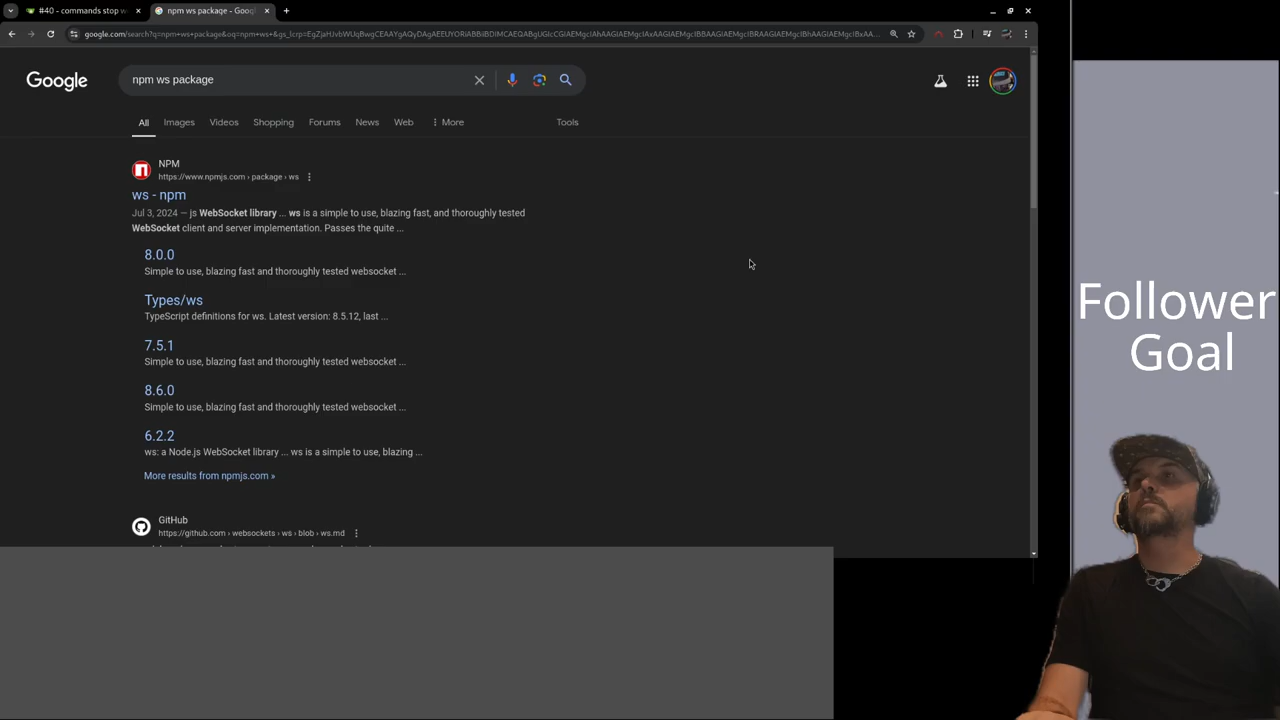 #40 - commands stop w
npm ws package - Goog
google.com/search?q=npm+ws+package&oq=npm+ws+
Google
npm ws package
All
Images
Videos
Shopping
Forums
News
Web
More
Tools
NPM
https://www.npmjs.com › package › ws
ws - npm
Jul 3, 2024 — js WebSocket library ... ws is a simple to use, blazing fast, and thoroughly tested
WebSocket client and server implementation. Passes the quite ...
8.0.0
Simple to use, blazing fast and thoroughly tested websocket ...
Types/ws
TypeScript definitions for ws. Latest version: 8.5.12, last ...
7.5.1
Simple to use, blazing fast and thoroughly tested websocket ...
8.6.0
Simple to use, blazing fast and thoroughly tested websocket ...
6.2.2
ws: a Node.js WebSocket library ... ws is a simple to use, blazing ...
More results from npmjs.com »
GitHub
https://github.com › websockets › ws › blob › ws.md
Follower
Goal